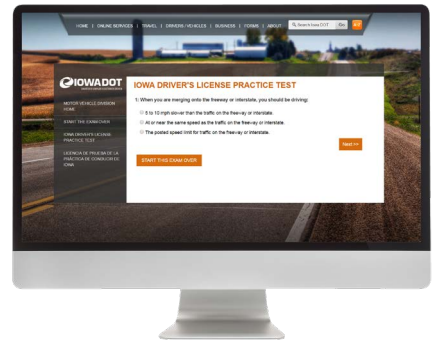 HOME | ONLINE SERVICES | TRAVEL | DRIVERS / VEHICLES | BUSINESS | FORMS | ABOUT
Search Iowa DOT
Go
IOWADOT
MOTOR VEHICLE DIVISION
HOME
START THE EXAM OVER
IOWA DRIVER'S LICENSE
PRACTICE TEST
LICENCIA DE PRUEBA DE LA
PRÁCTICA DE CONDUCIR DE
IOWA
IOWA DRIVER'S LICENSE PRACTICE TEST
1: When you are merging onto the freeway or interstate, you should be driving:
5 to 10 mph slower than the traffic on the freeway or interstate.
At or near the same speed as the traffic on the freeway or interstate.
The posted speed limit for traffic on the freeway or interstate.
Next >>
START THIS EXAM OVER